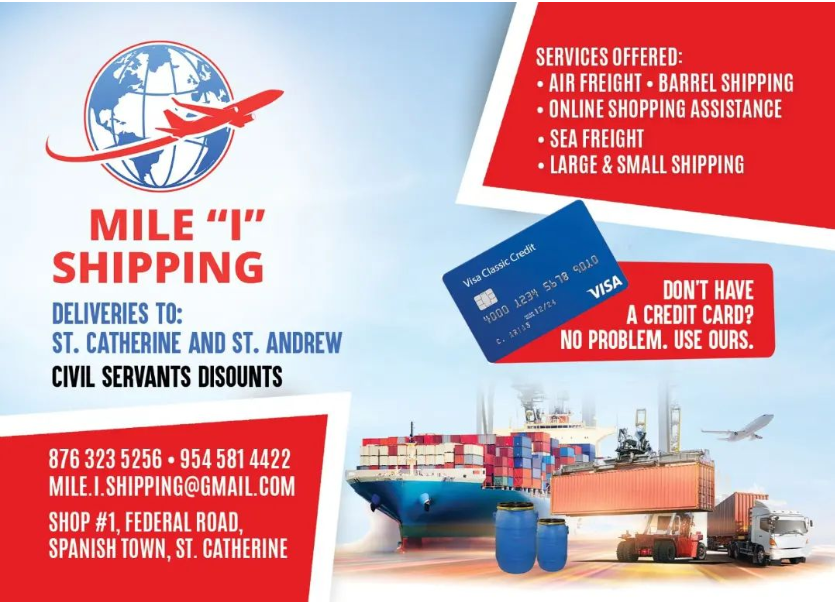 MILE “I”
SHIPPING
DELIVERIES TO:
ST. CATHERINE AND ST. ANDREW
CIVIL SERVANTS DISOUNTS
SERVICES OFFERED:
• AIR FREIGHT • BARREL SHIPPING
• ONLINE SHOPPING ASSISTANCE
• SEA FREIGHT
• LARGE & SMALL SHIPPING
Visa Classic Credit
4000 1234 5678 9010
VISA
DON'T HAVE
A CREDIT CARD?
NO PROBLEM. USE OURS.
876 323 5256 • 954 581 4422
MILE.I.SHIPPING@GMAIL.COM
SHOP #1, FEDERAL ROAD,
SPANISH TOWN, ST. CATHERINE